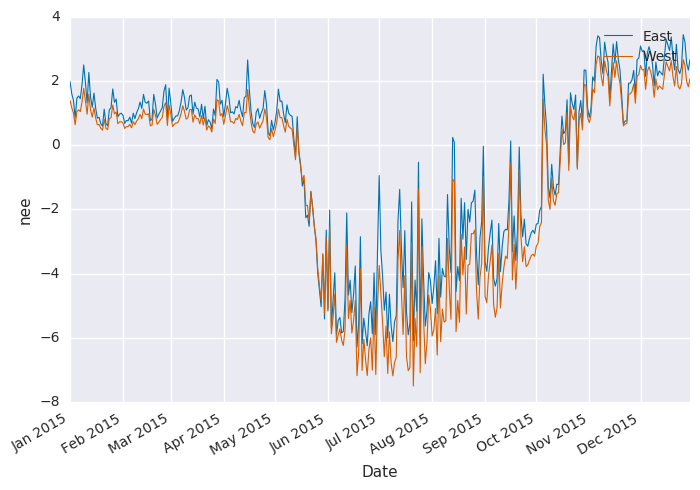 4
2
0
−2
−4
−6
−8
nee
East
West
Jan 2015
Feb 2015
Mar 2015
Apr 2015
May 2015
Jun 2015
Jul 2015
Aug 2015
Sep 2015
Oct 2015
Nov 2015
Dec 2015
Date